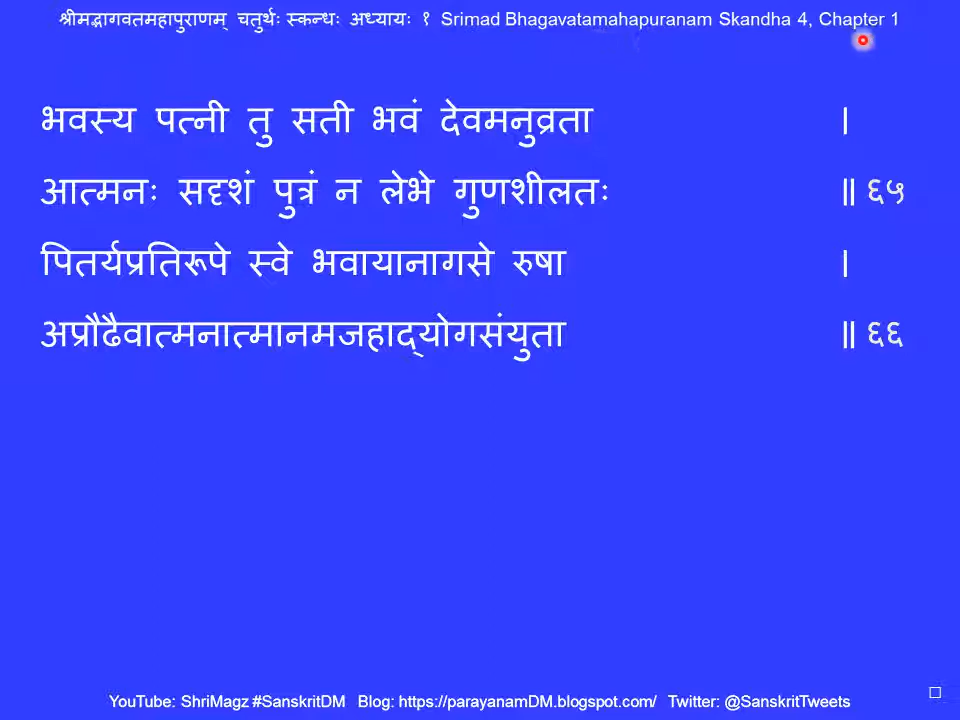 श्रीमद्भागवतमहापुराणम् चतुर्थः स्कन्धः अध्यायः १ Srimad Bhagavatamahapuranam Skandha 4, Chapter 1
भवस्य पत्नी तु सती भवं देवमनुव्रता ।
आत्मनः सदृशं पुत्रं न लेभे गुणशीलतः ॥ ६५
पितर्यप्रतिरूपे स्वे भवायानागसे रुषा ।
अप्रौढैवात्मनात्मानमजहाद्योगसंयुता ॥ ६६
YouTube: ShriMagz #SanskritDM Blog: https://parayanamDM.blogspot.com/ Twitter: @SanskritTweets